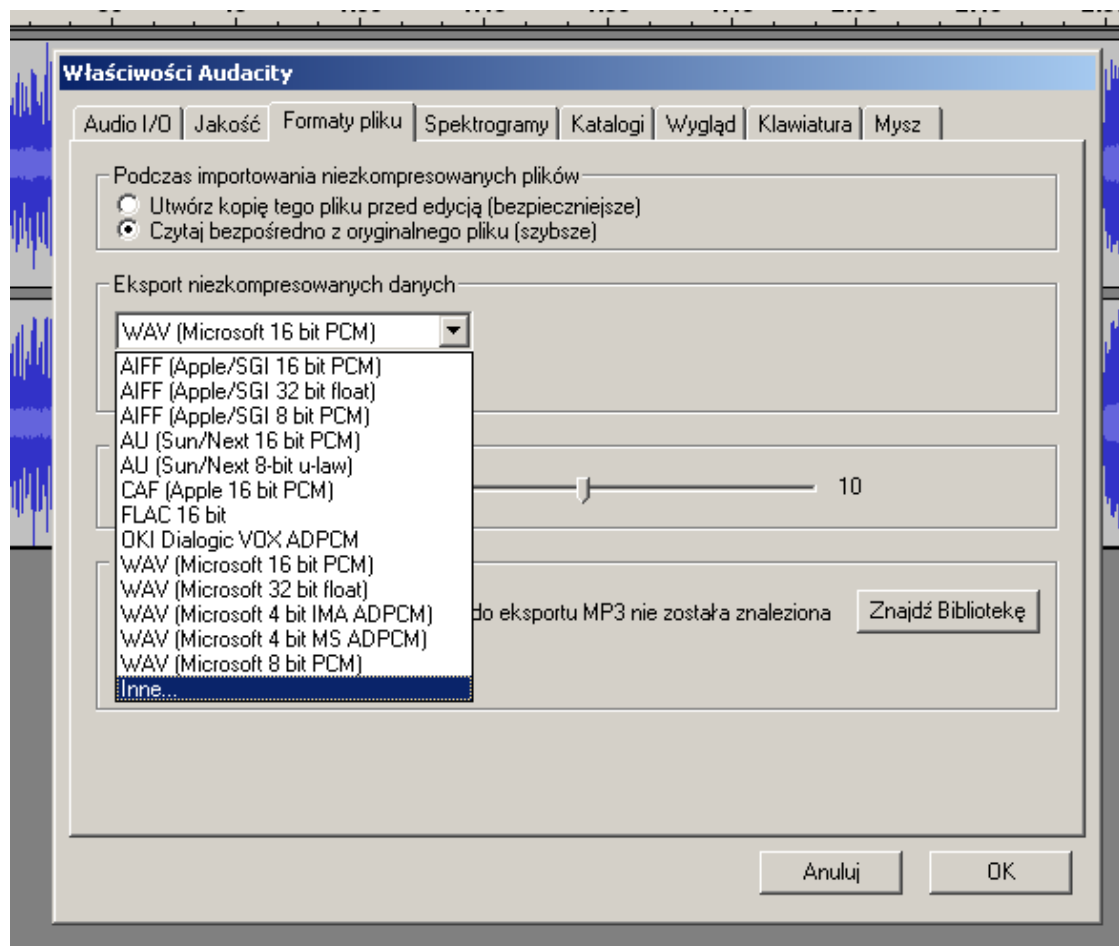 Właściwości Audacity
Audio I/O Jakość Formaty pliku Spektrogramy Katalogi Wygląd Klawiatura Mysz
Podczas importowania niezkompresowanych plików
Utwórz kopię tego pliku przed edycją (bezpieczniejsze)
Czytaj bezpośredno z oryginalnego pliku (szybsze)
Eksport niezkompresowanych danych
WAV (Microsoft 16 bit PCM)
AIFF (Apple/SGI 16 bit PCM)
AIFF (Apple/SGI 32 bit float)
AIFF (Apple/SGI 8 bit PCM)
AU (Sun/Next 16 bit PCM)
AU (Sun/Next 8-bit u-law)
CAF (Apple 16 bit PCM)
10
FLAC 16 bit
OKI Dialogic VOX ADPCM
WAV (Microsoft 16 bit PCM)
WAV (Microsoft 32 bit float)
WAV (Microsoft 4 bit IMA ADPCM)
do eksportu MP3 nie została znaleziona
Znajdź Bibliotekę
WAV (Microsoft 4 bit MS ADPCM)
WAV (Microsoft 8 bit PCM)
Inne...
Anuluj OK